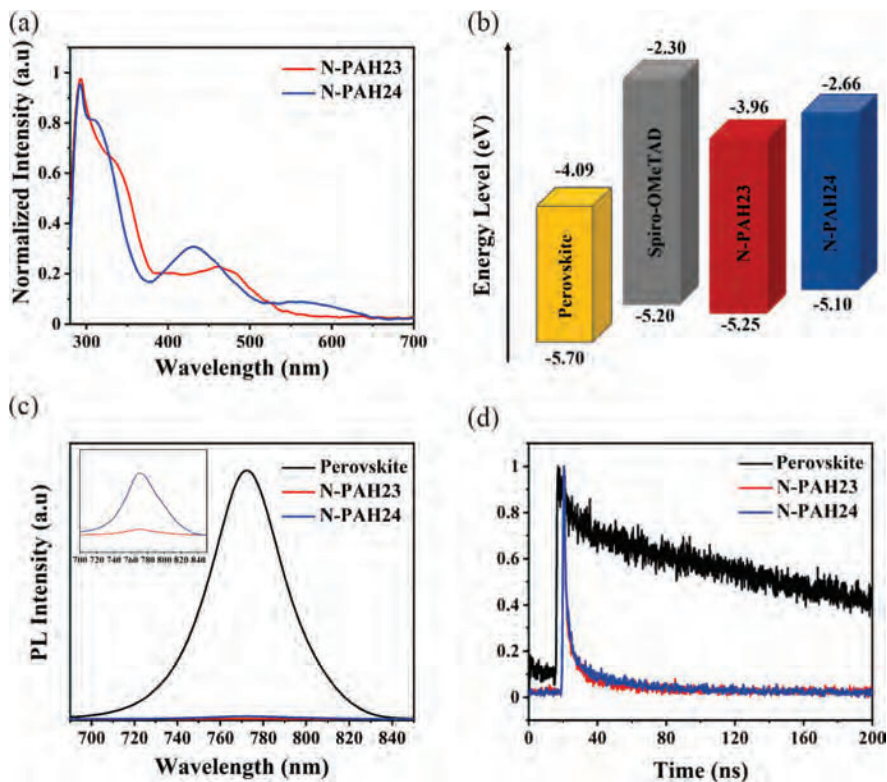 (a)
Normalized Intensity (a.u)
1
0.8
0.6
0.4
0.2
0
300 400 500 600 700
Wavelength (nm)
N-PAH23
N-PAH24
(b)
Energy Level (eV)
-4.09
Perovskite
-5.70
-2.30
Spiro-OMeTAD
-5.20
-3.96
N-PAH23
-5.25
-2.66
N-PAH24
-5.10
(c)
PL Intensity (a.u)
Perovskite
N-PAH23
N-PAH24
700 720 740 760 780 800 820 840
700 720 740 760 780 800 820 840
Wavelength (nm)
(d)
1
0.8
0.6
0.4
0.2
0
Perovskite
N-PAH23
N-PAH24
0 40 80 120 160 200
Time (ns)